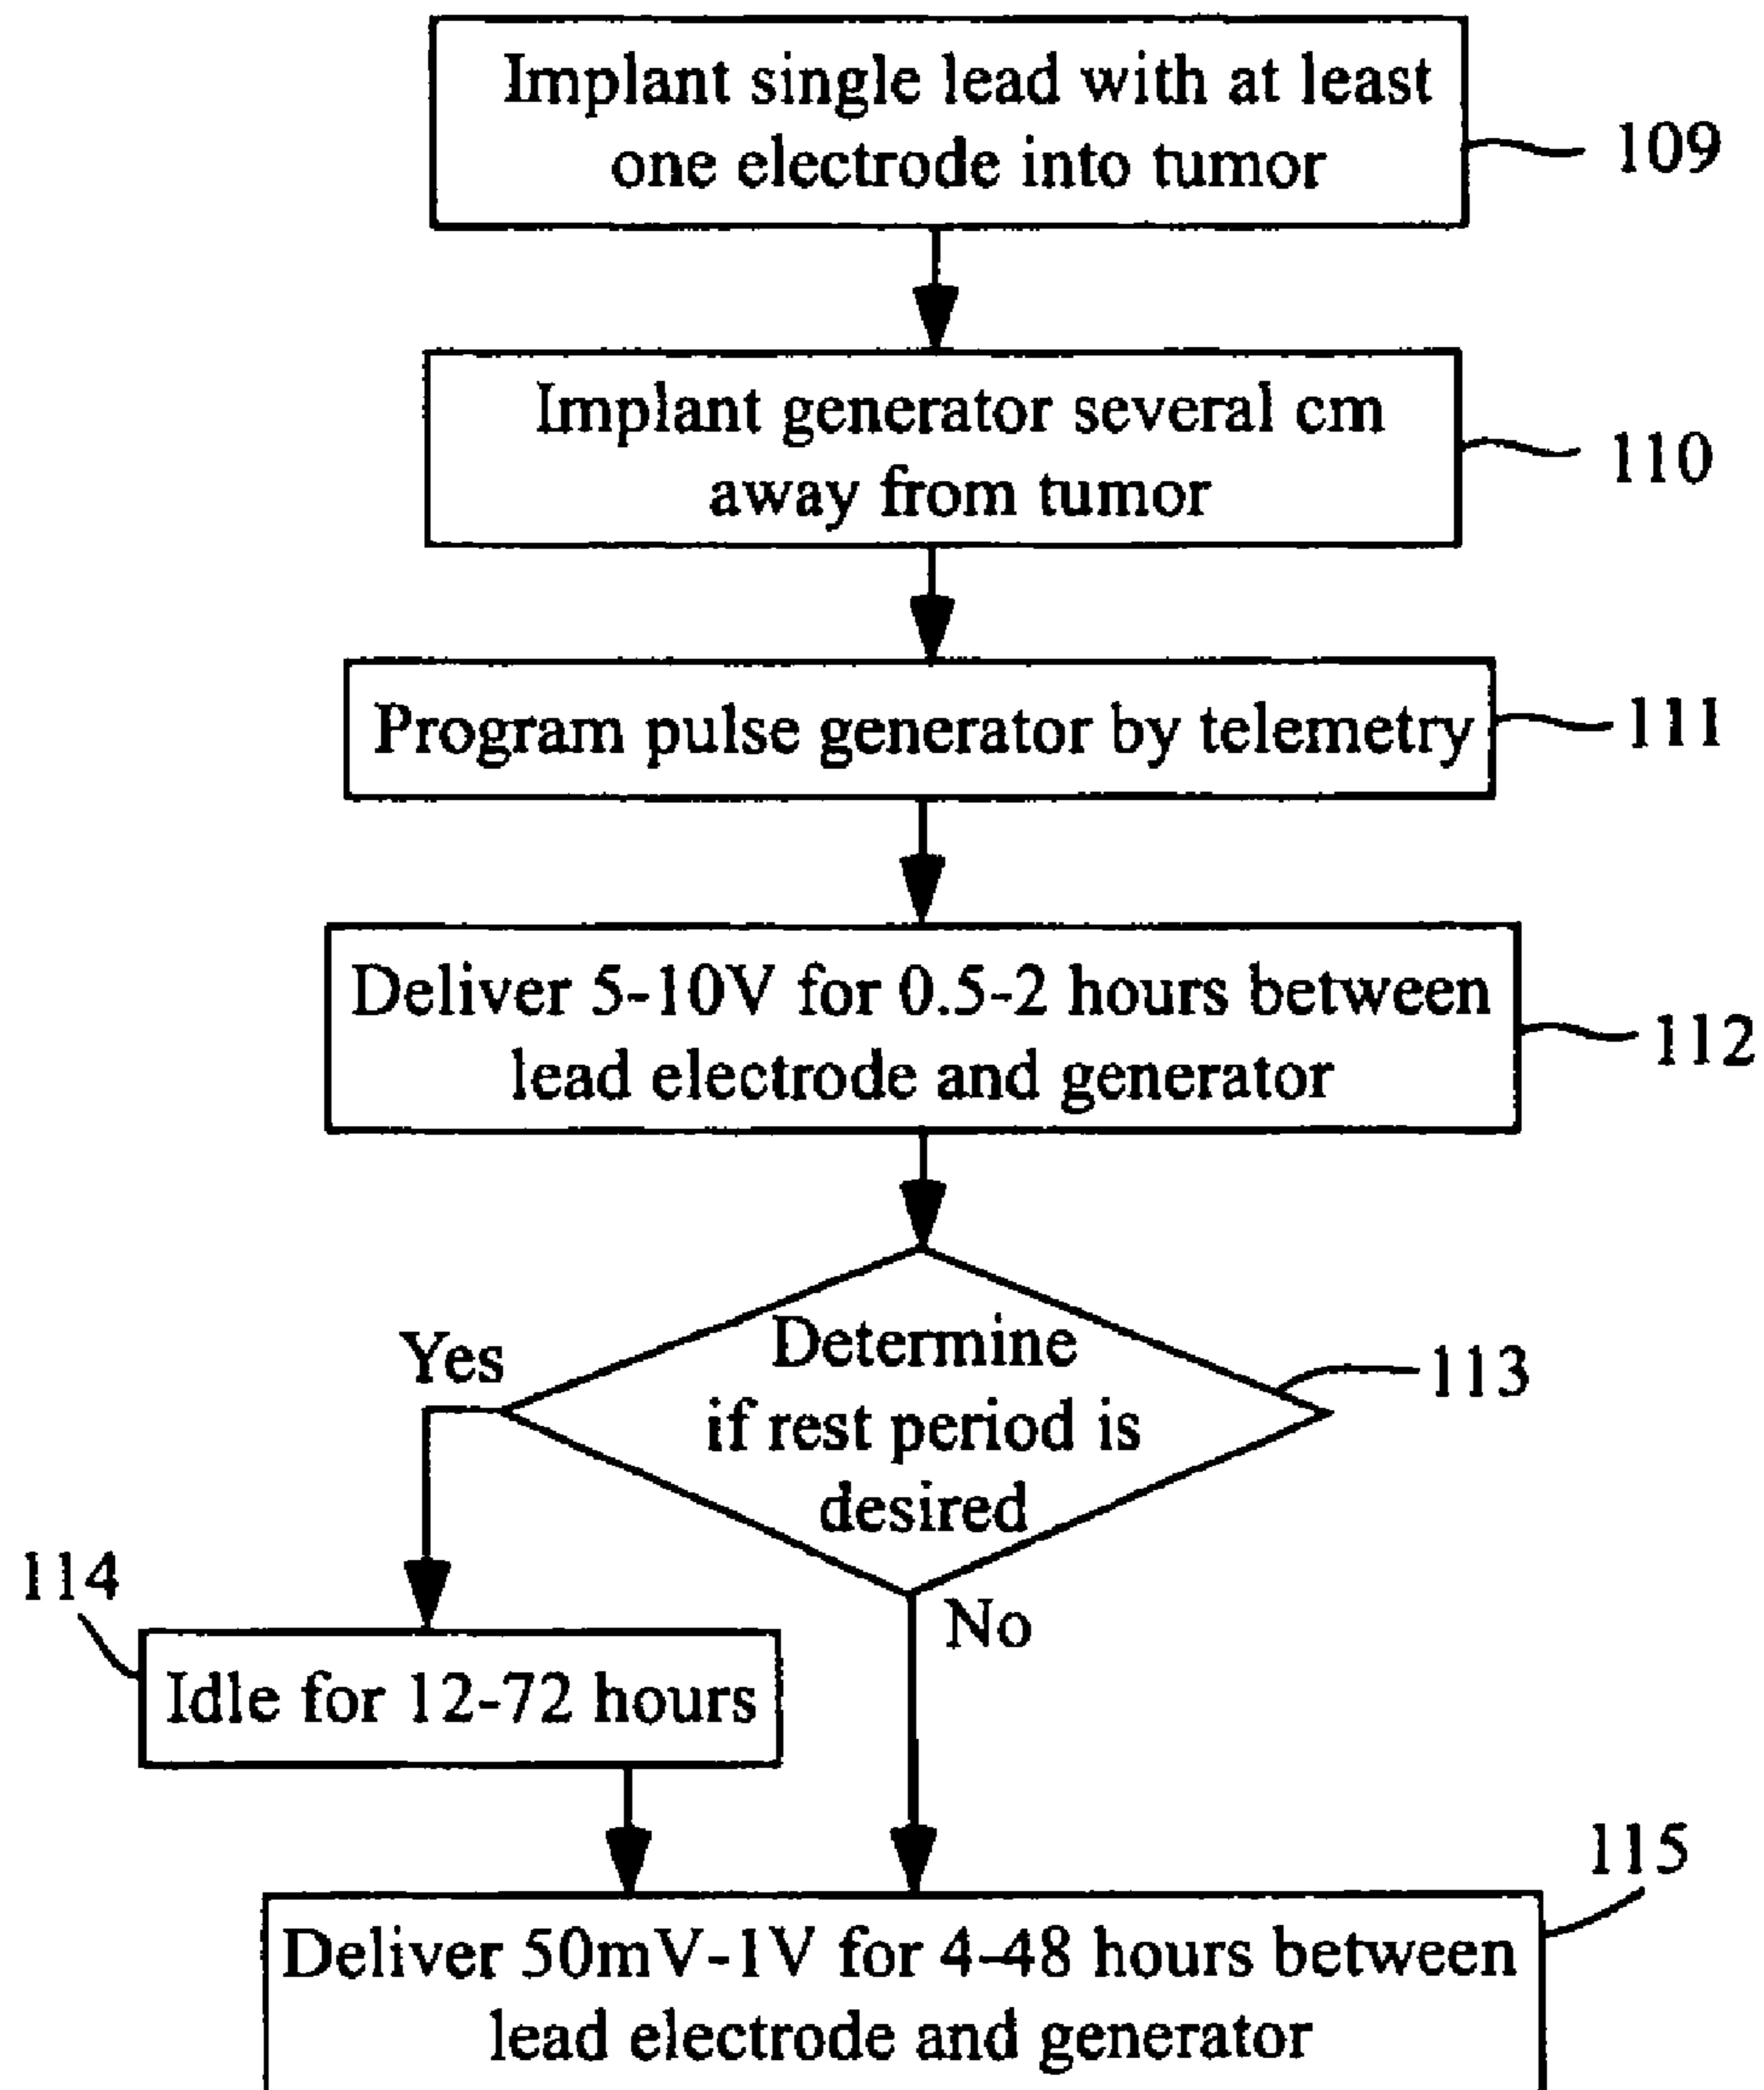 Implant single lead with at least
one electrode into tumor
109
Implant generator several cm
away from tumor
110
Program pulse generator by telemetry
111
Deliver 5-10V for 0.5-2 hours between
lead electrode and generator
112
Determine
if rest period is
desired
113
Yes
No
114
Idle for 12-72 hours
115
Deliver 50mV-1V for 4-48 hours between
lead electrode and generator